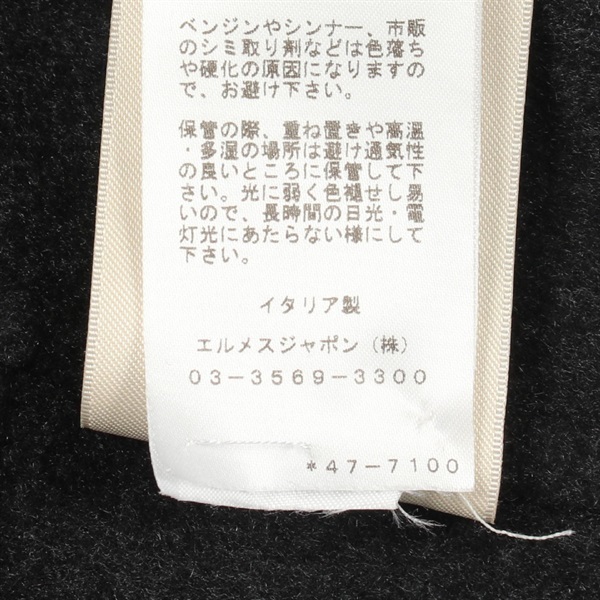 ベンジンやシンナー、市販
のシミ取り剤などは色落ち
や硬化の原因になりますの
で、お避け下さい。
保管の際、重ね置きや高温
・多湿の場所は避け通気性
の良いところに保管して下
さい。光に弱く色褪せし易
いので、長時間の日光・電
灯光にあたらない様にして
下さい。
イタリア製
エルメスジャポン（株）
03-3569-3300
*47-7100